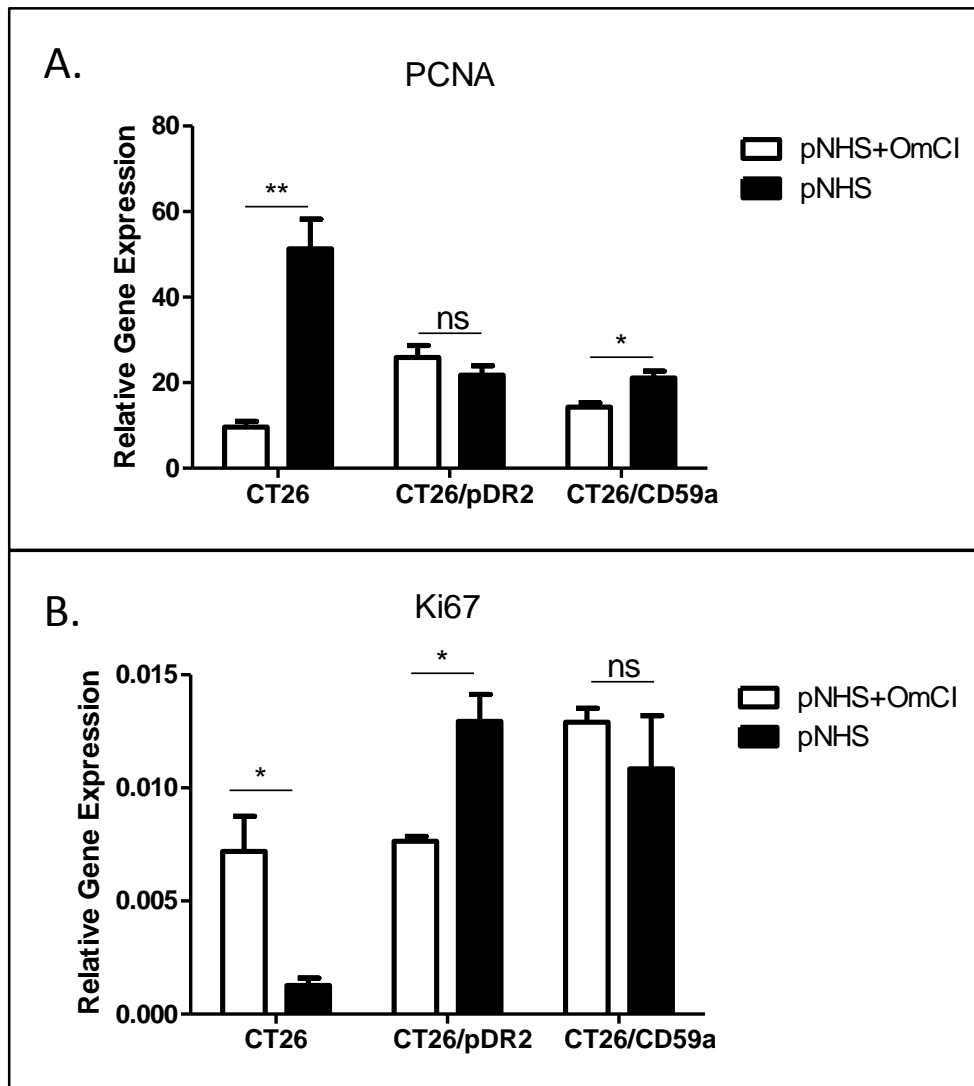 A.
PCNA
Relative Gene Expression
80
60
40
20
0
**
ns
*
pNHS+OmCI
pNHS
CT26
CT26/pDR2
CT26/CD59a
B.
Ki67
Relative Gene Expression
0.015
0.010
0.005
0.000
*
*
ns
pNHS+OmCI
pNHS
CT26
CT26/pDR2
CT26/CD59a